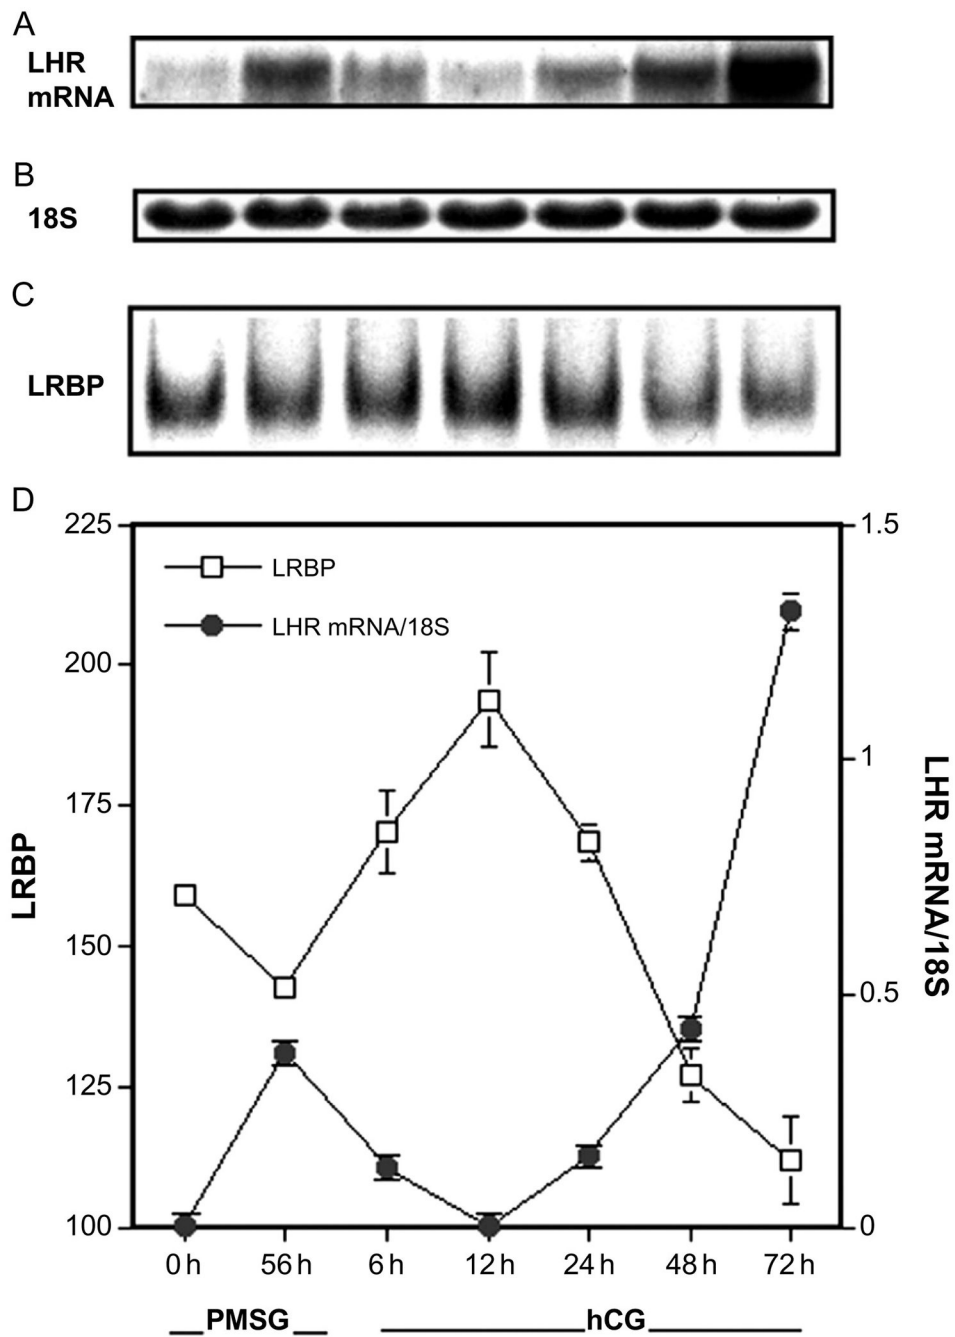 A
LHR
mRNA
B
18S
C
LRBP
D
225
200
175
150
125
100
LRBP
LRBP
LHR mRNA/18S
1.5
1
0.5
0
LHR mRNA/18S
0 h 56 h 6 h 12 h 24 h 48 h 72 h
PMSG hCG